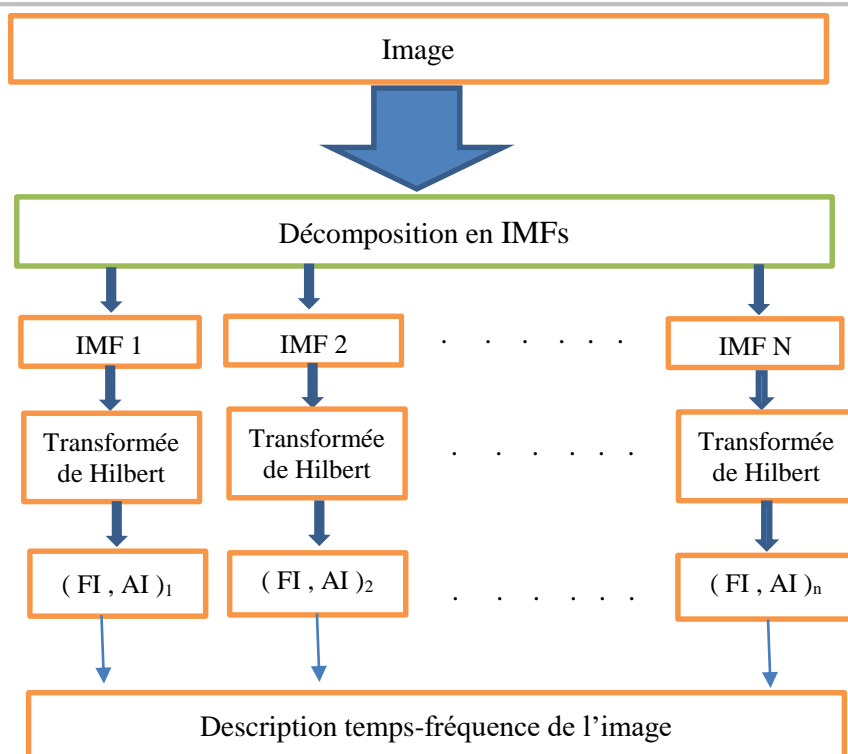 Image
Décomposition en IMFs
IMF 1 IMF 2 . . . . . . IMF N
Transformée de Hilbert Transformée de Hilbert . . . . . . Transformée de Hilbert
( FI , AI )₁ ( FI , AI )₂ . . . . . . ( FI , AI )ₙ
Description temps-fréquence de l’image